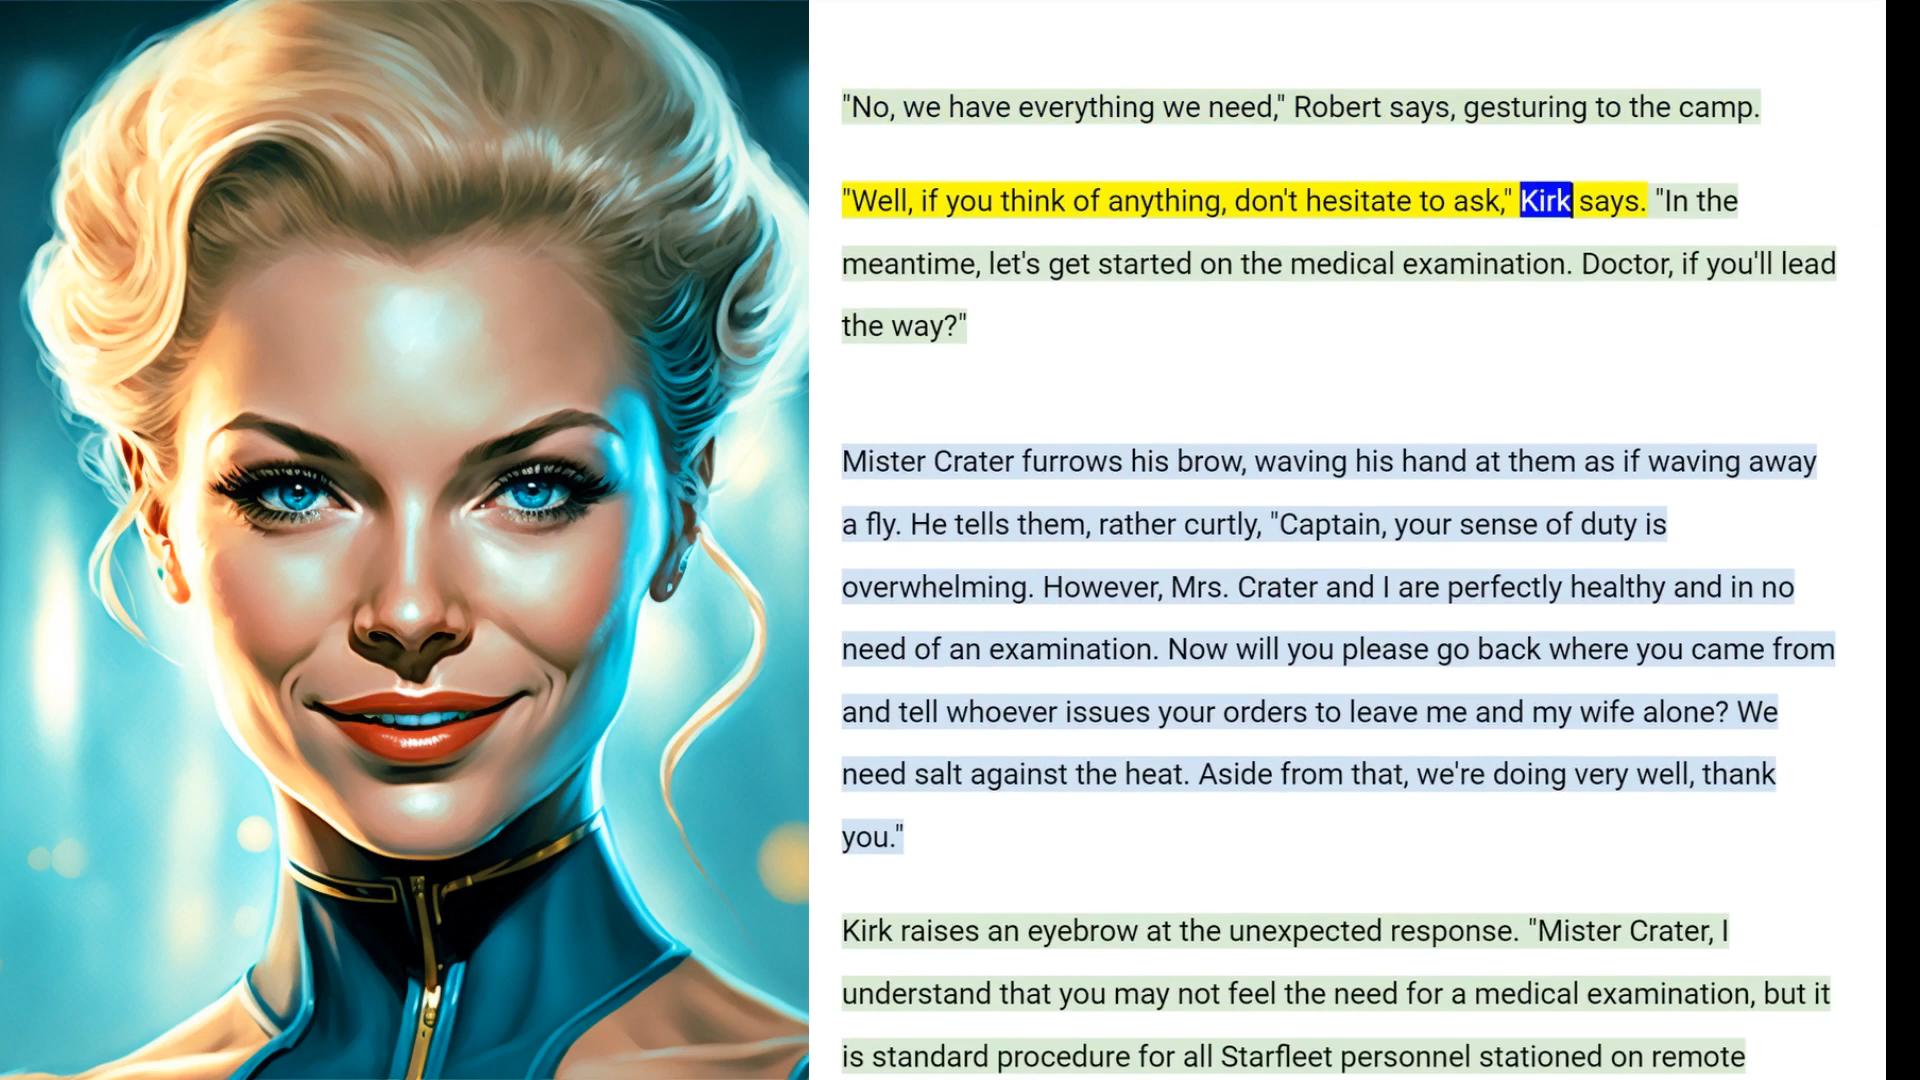 "No, we have everything we need," Robert says, gesturing to the camp.
"Well, if you think of anything, don't hesitate to ask," Kirk says. "In the
meantime, let's get started on the medical examination. Doctor, if you'll lead
the way?"
Mister Crater furrows his brow, waving his hand at them as if waving away
a fly. He tells them, rather curtly, "Captain, your sense of duty is
overwhelming. However, Mrs. Crater and I are perfectly healthy and in no
need of an examination. Now will you please go back where you came from
and tell whoever issues your orders to leave me and my wife alone? We
need salt against the heat. Aside from that, we're doing very well, thank
you."
Kirk raises an eyebrow at the unexpected response. "Mister Crater, I
understand that you may not feel the need for a medical examination, but it
is standard procedure for all Starfleet personnel stationed on remote